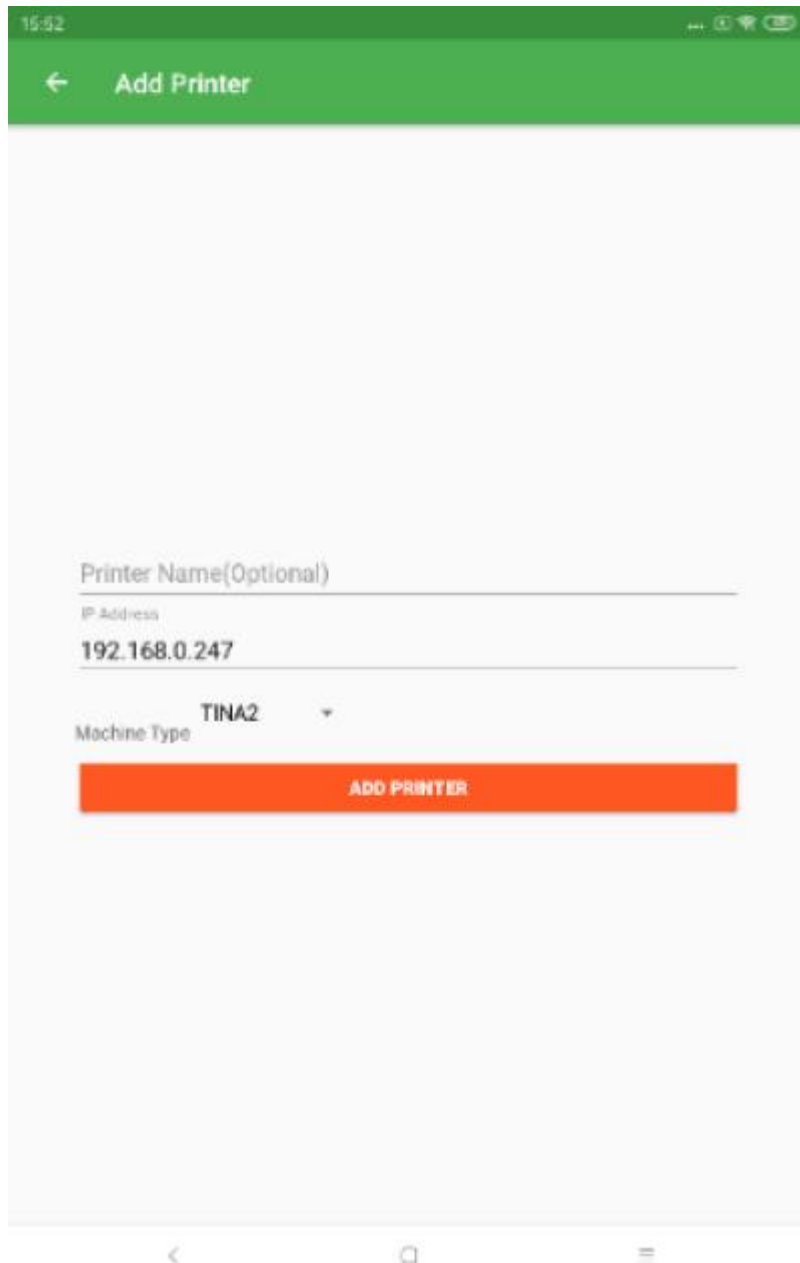 15:52
Add Printer
Printer Name(Optional)
IP Address
192.168.0.247
TINA2
Machine Type
ADD PRINTER